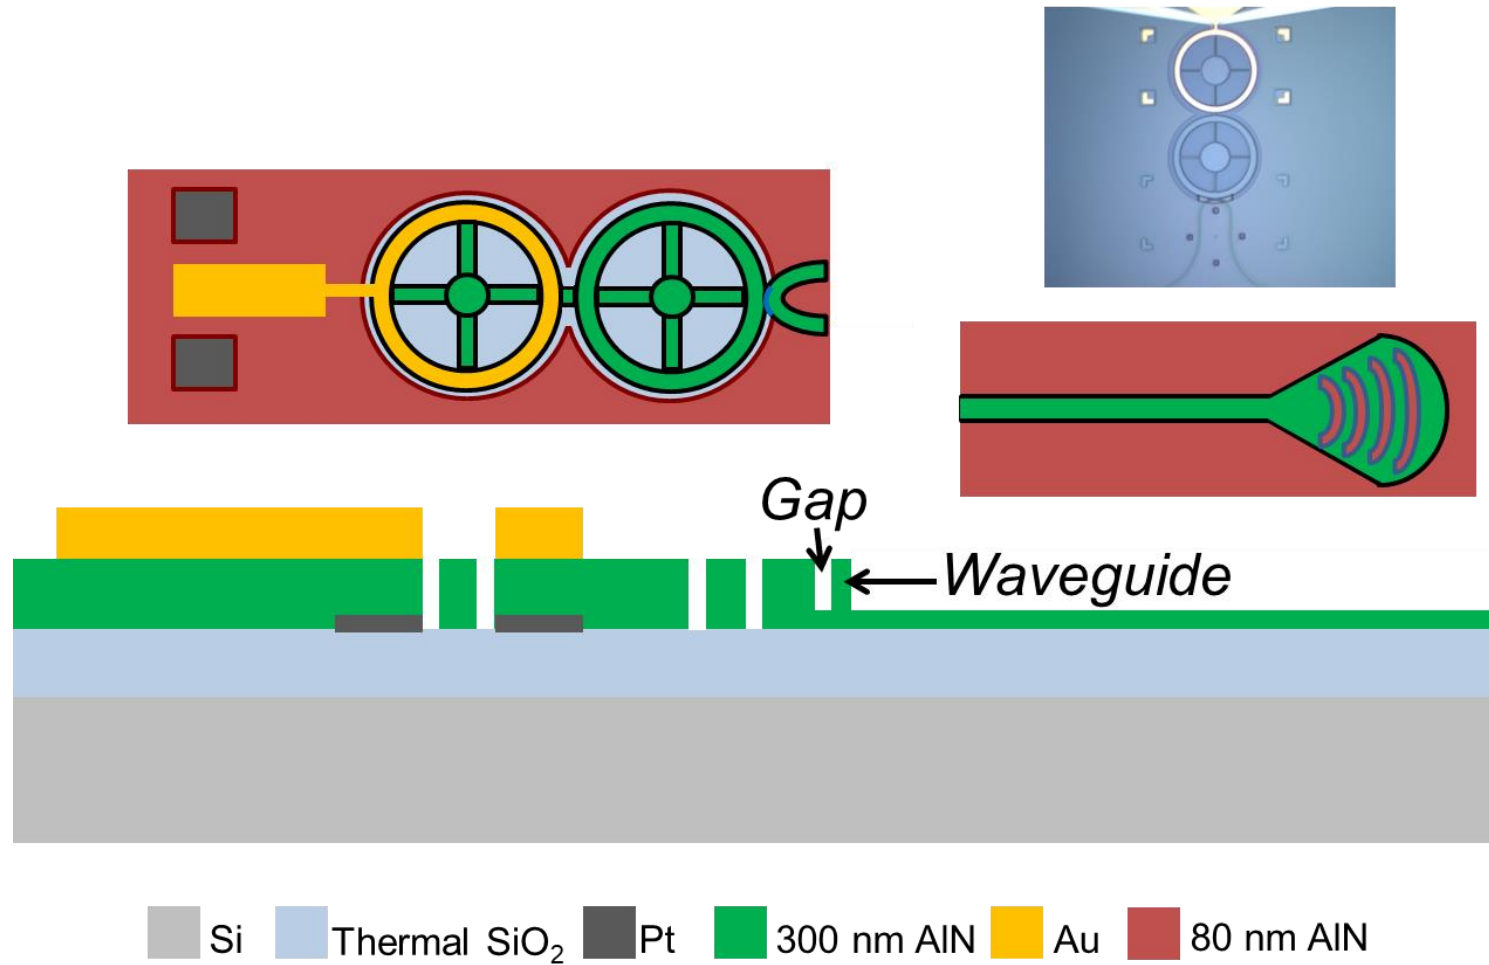 Gap
Waveguide
Si
Thermal SiO₂
Pt
300 nm AlN
Au
80 nm AlN